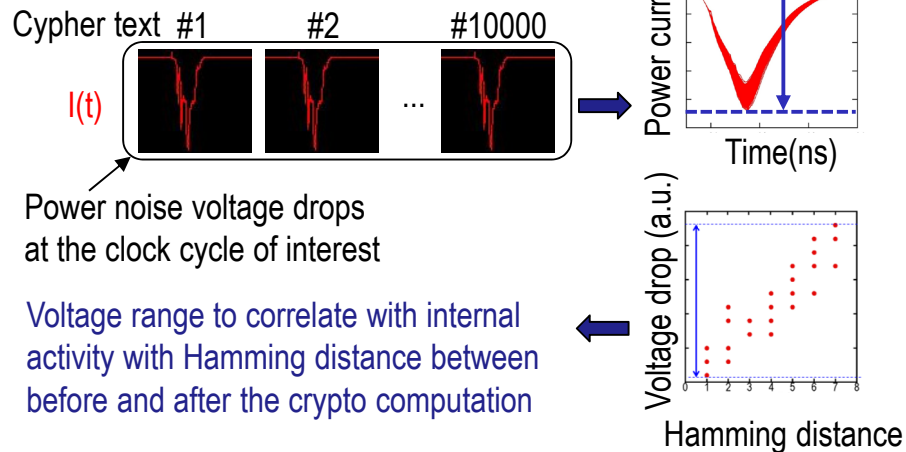 Cypher text #1 #2 #10000
I(t) ...
Power
Time(ns)
Power noise voltage drops
at the clock cycle of interest
Voltage range to correlate with internal
activity with Hamming distance between
before and after the crypto computation
Voltage drop (a.u.)
0 1 2 3 4 5 6 7 8
Hamming distance